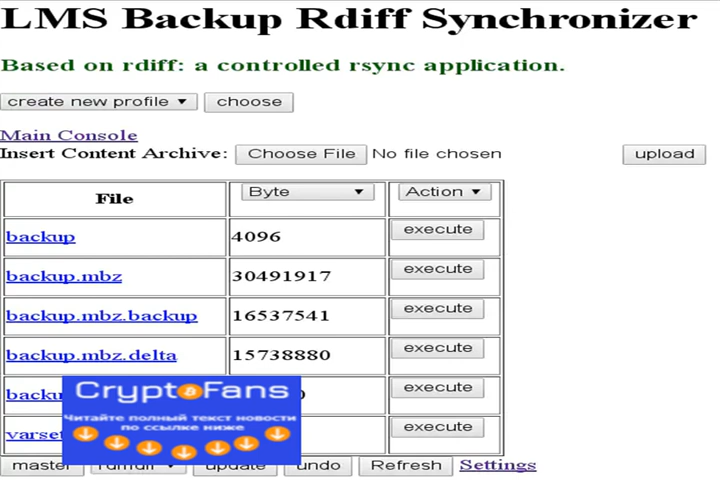 LMS Backup Rdiff Synchronizer
Based on rdiff: a controlled rsync application.
create new profile ▼ choose
Main Console
Insert Content Archive: Choose File No file chosen upload
File Byte ▼ Action ▼
backup 4096 execute
backup.mbz 30491917 execute
backup.mbz.backup 16537541 execute
backup.mbz.delta 15738880 execute
execute
execute
CryptoFans
Читайте полный текст новости
по ссылке ниже
master update undo Refresh Settings